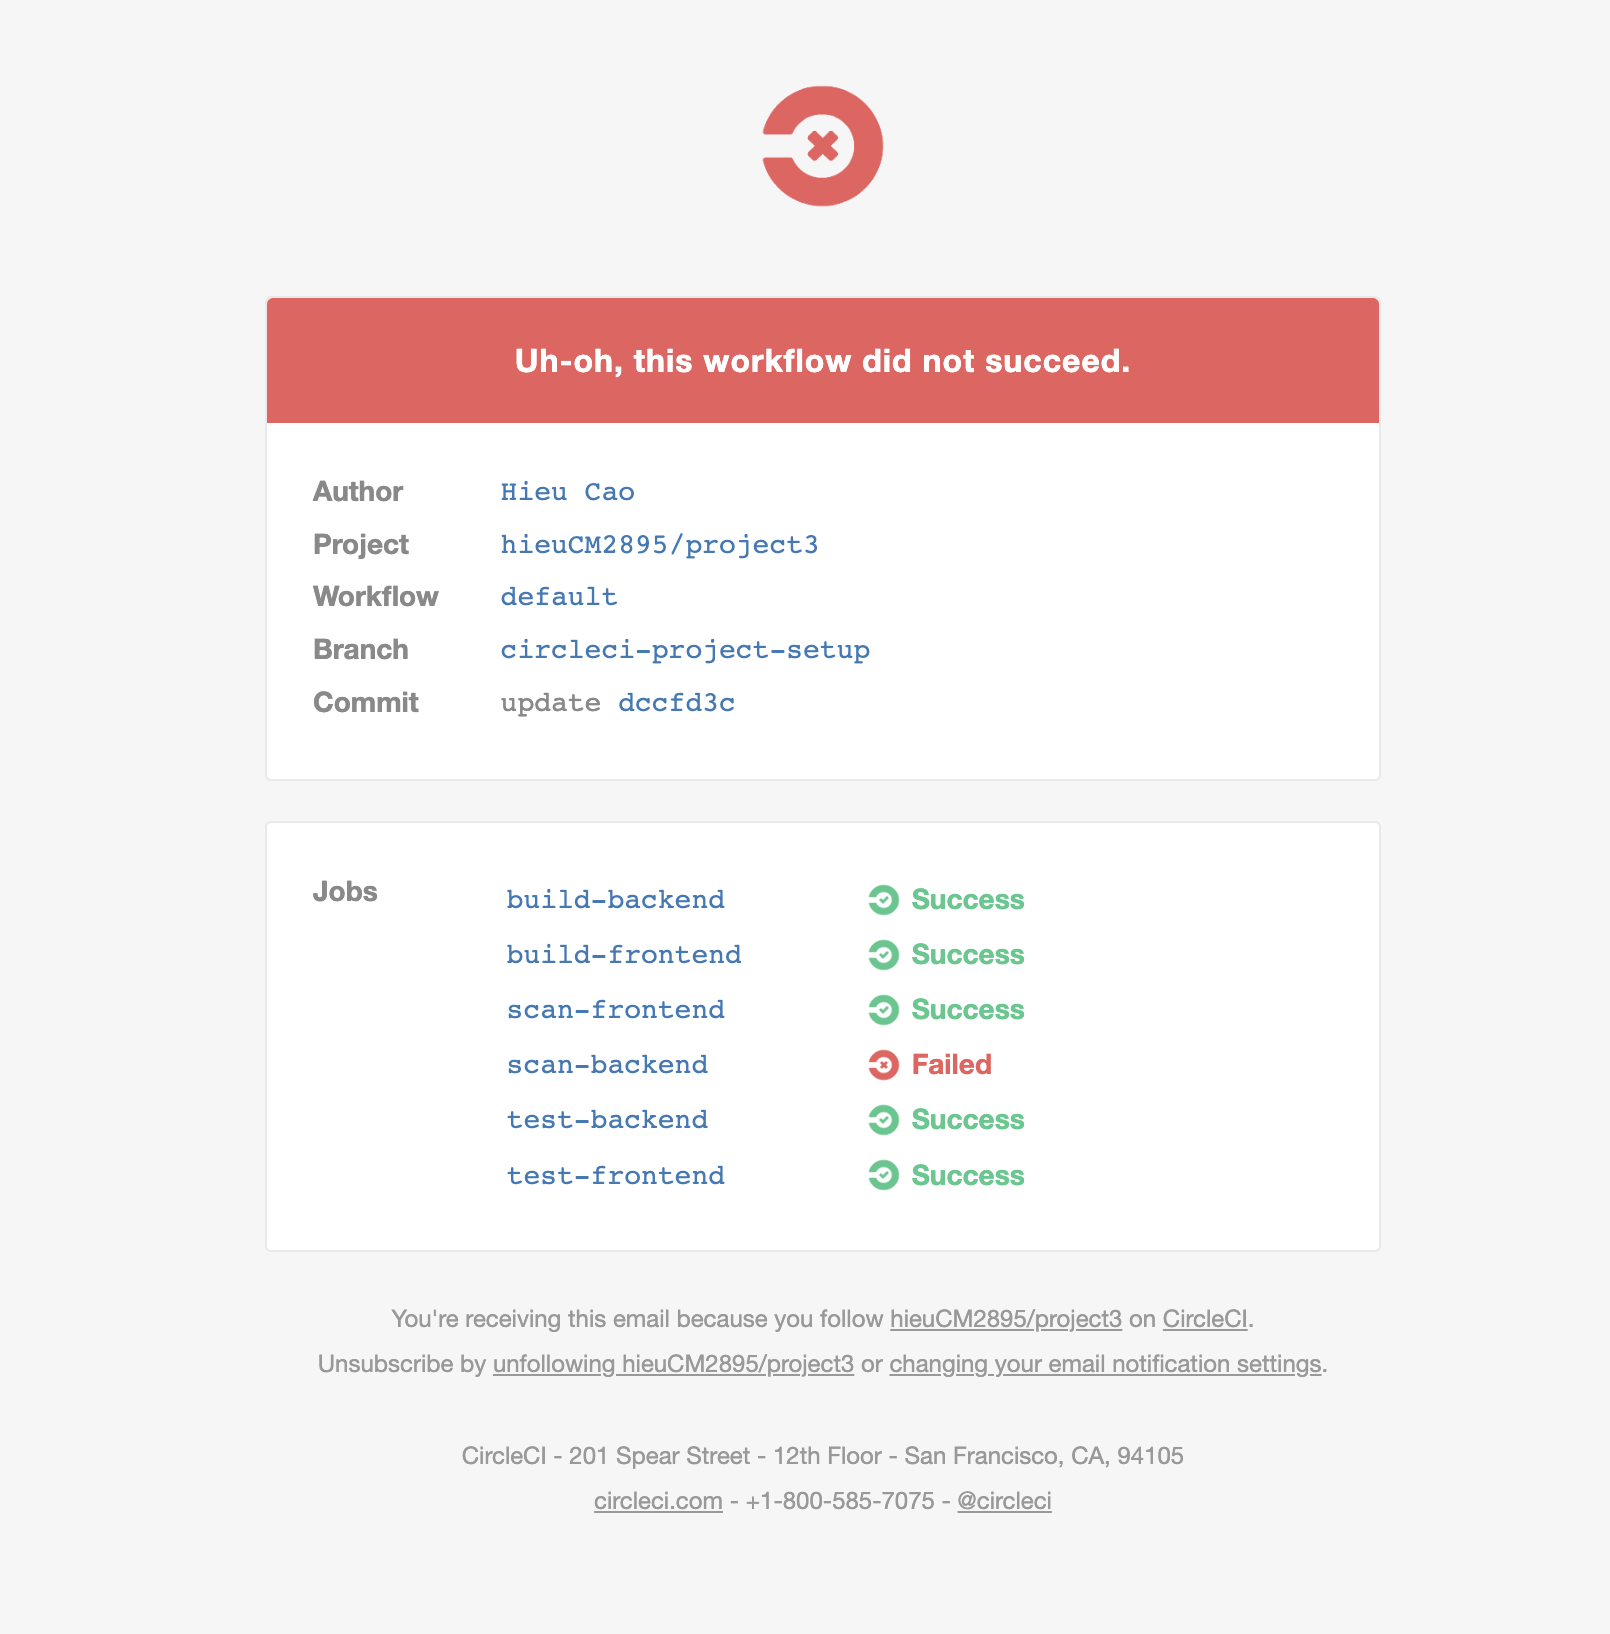 Uh-oh, this workflow did not succeed.
Author Hieu Cao
Project hieuCM2895/project3
Workflow default
Branch circleci-project-setup
Commit update dccfd3c
Jobs build-backend Success
build-frontend Success
scan-frontend Success
scan-backend Failed
test-backend Success
test-frontend Success
You're receiving this email because you follow hieuCM2895/project3 on CircleCI.
Unsubscribe by unfollowing hieuCM2895/project3 or changing your email notification settings.
CircleCI - 201 Spear Street - 12th Floor - San Francisco, CA, 94105
circleci.com - +1-800-585-7075 - @circleci